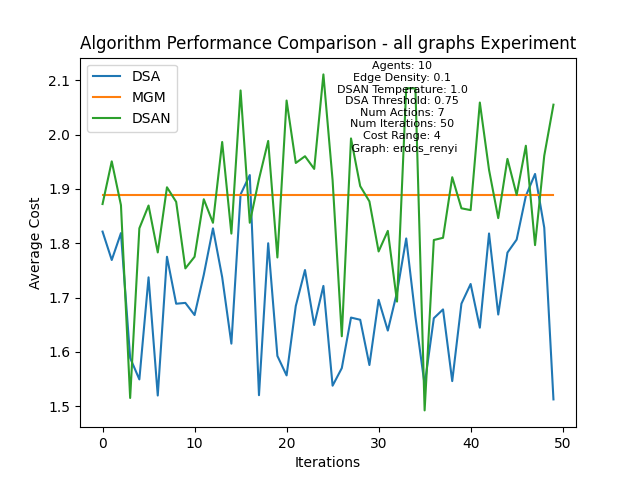 Algorithm Performance Comparison - all graphs Experiment
DSA
MGM
DSAN
Agents: 10
Edge Density: 0.1
DSAN Temperature: 1.0
DSA Threshold: 0.75
Num Actions: 7
Num Iterations: 50
Cost Range: 4
Graph: erdos_renyi
Average Cost
2.1
2.0
1.9
1.8
1.7
1.6
1.5
0 10 20 30 40 50
Iterations